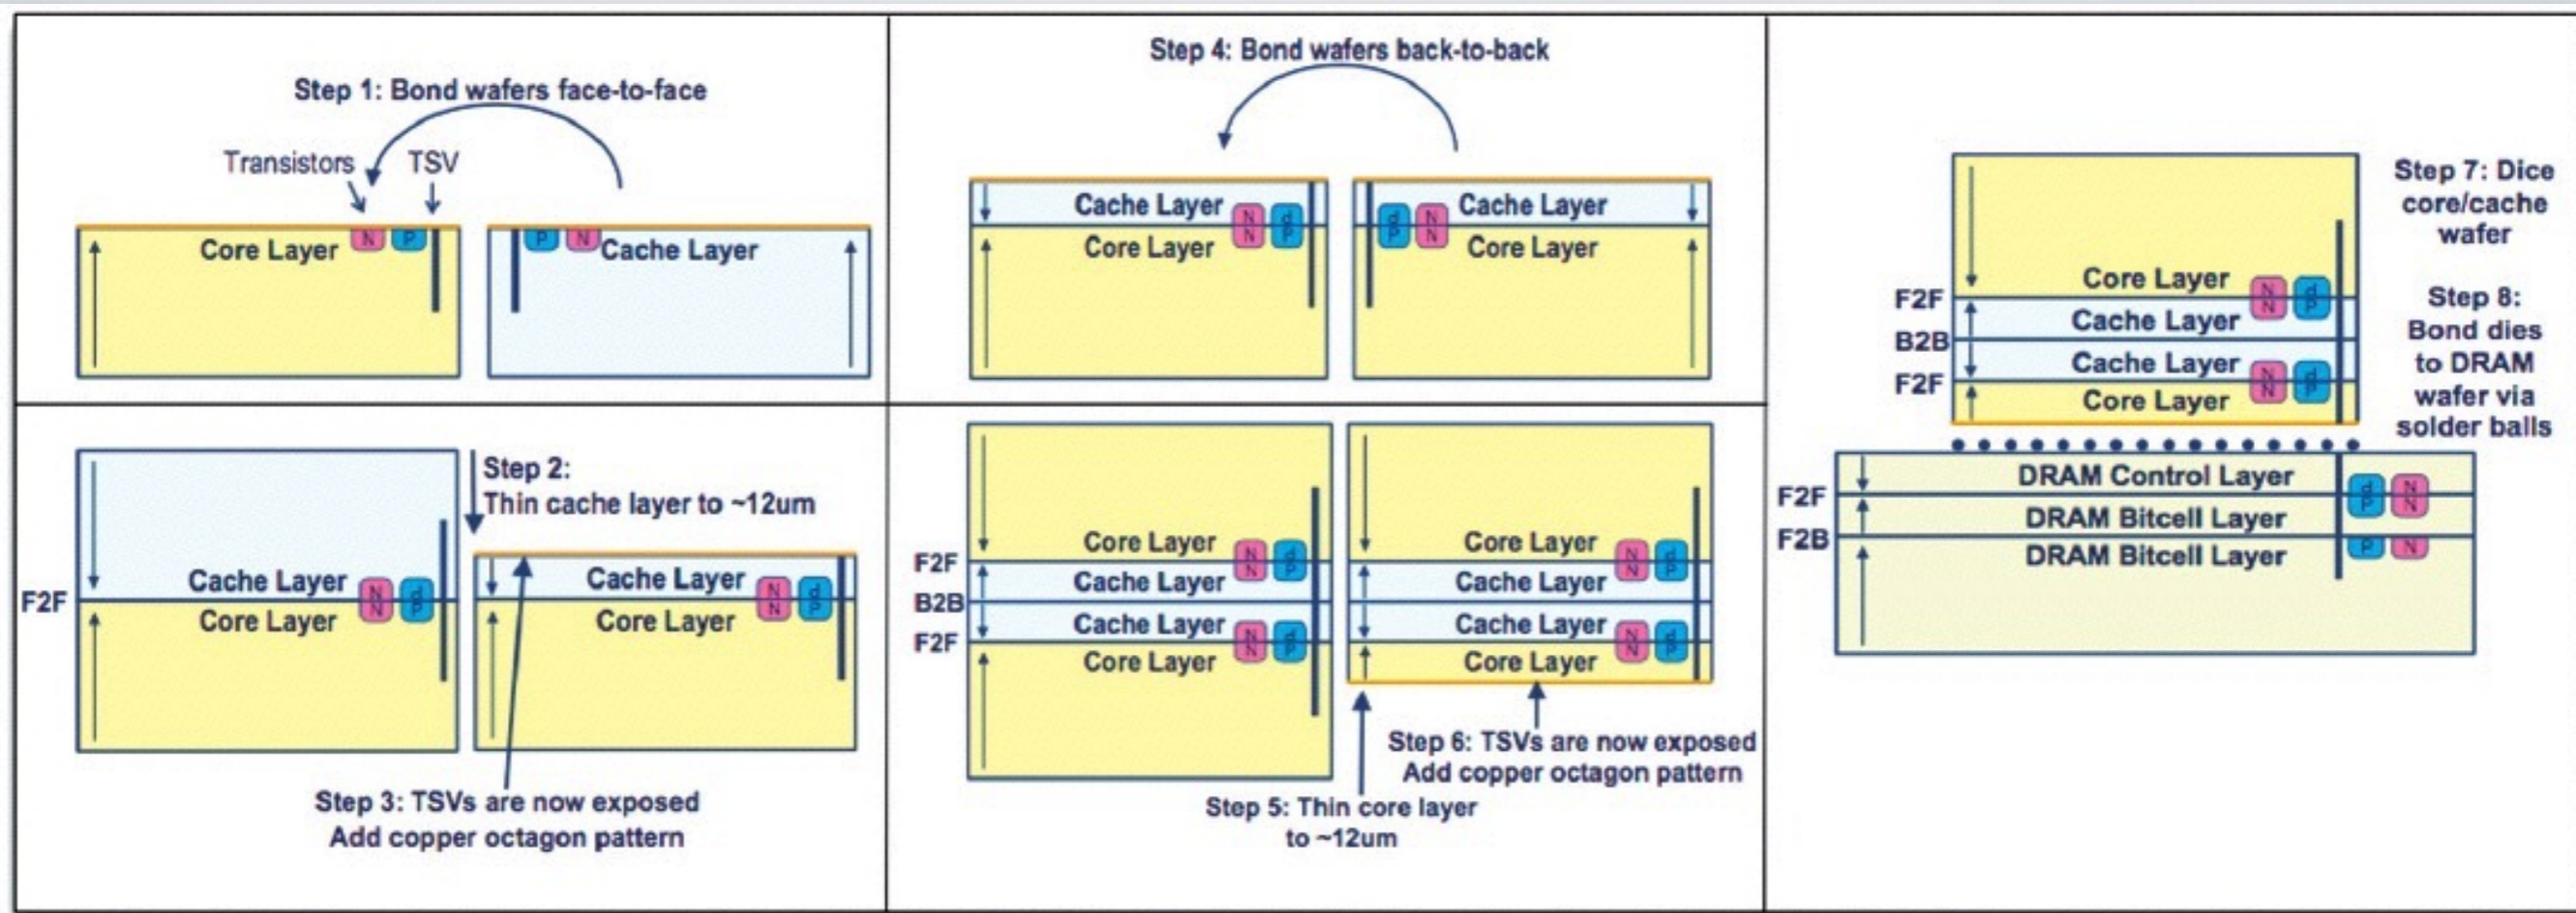 Step 1: Bond wafers face-to-face
Transistors
TSV
Core Layer
N
P
P
N
Cache Layer
Step 2:
Thin cache layer to ~12um
F2F
Cache Layer
Core Layer
N
N
P
P
Cache Layer
Core Layer
N
N
P
P
Step 3: TSVs are now exposed
Add copper octagon pattern
Step 4: Bond wafers back-to-back
Cache Layer
Core Layer
N
N
P
P
P
P
N
N
Cache Layer
Core Layer
F2F
B2B
F2F
Core Layer
N
N
P
P
Cache Layer
Cache Layer
N
N
P
P
Core Layer
Core Layer
N
N
P
P
Cache Layer
Cache Layer
N
N
P
P
Core Layer
Step 6: TSVs are now exposed
Add copper octagon pattern
Step 5: Thin core layer
to ~12um
Step 7: Dice
core/cache
wafer
Step 8:
Bond dies
to DRAM
wafer via
solder balls
F2F
B2B
F2F
Core Layer
N
N
P
P
Cache Layer
Cache Layer
N
N
P
P
Core Layer
F2F
F2B
DRAM Control Layer
P
P
N
N
DRAM Bitcell Layer
DRAM Bitcell Layer
P
N